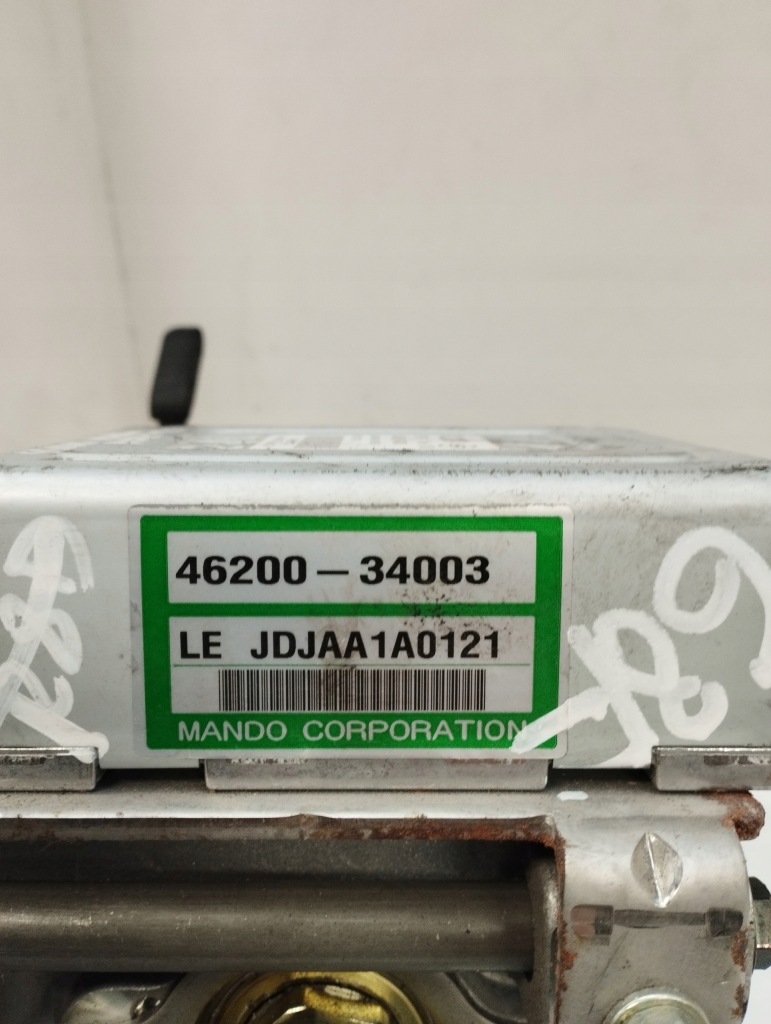 46200 – 34003
LE JDJAA1A0121
MANDO CORPORATION